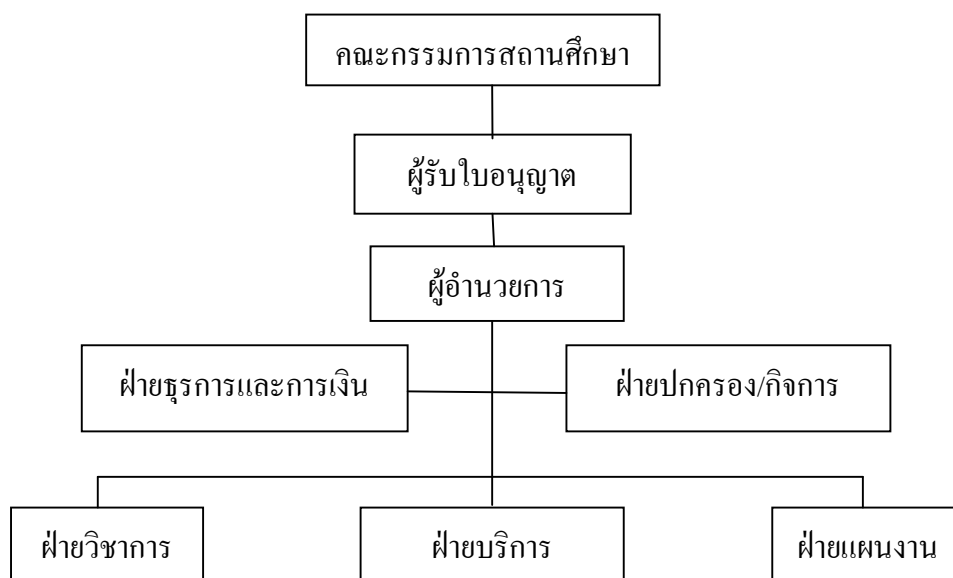 คณะกรรมการสถานศึกษา
ผู้รับใบอนุญาต
ผู้อำนวยการ
ฝ่ายธุรการและการเงิน
ฝ่ายปกครอง/กิจการ
ฝ่ายวิชาการ
ฝ่ายบริการ
ฝ่ายแผนงาน